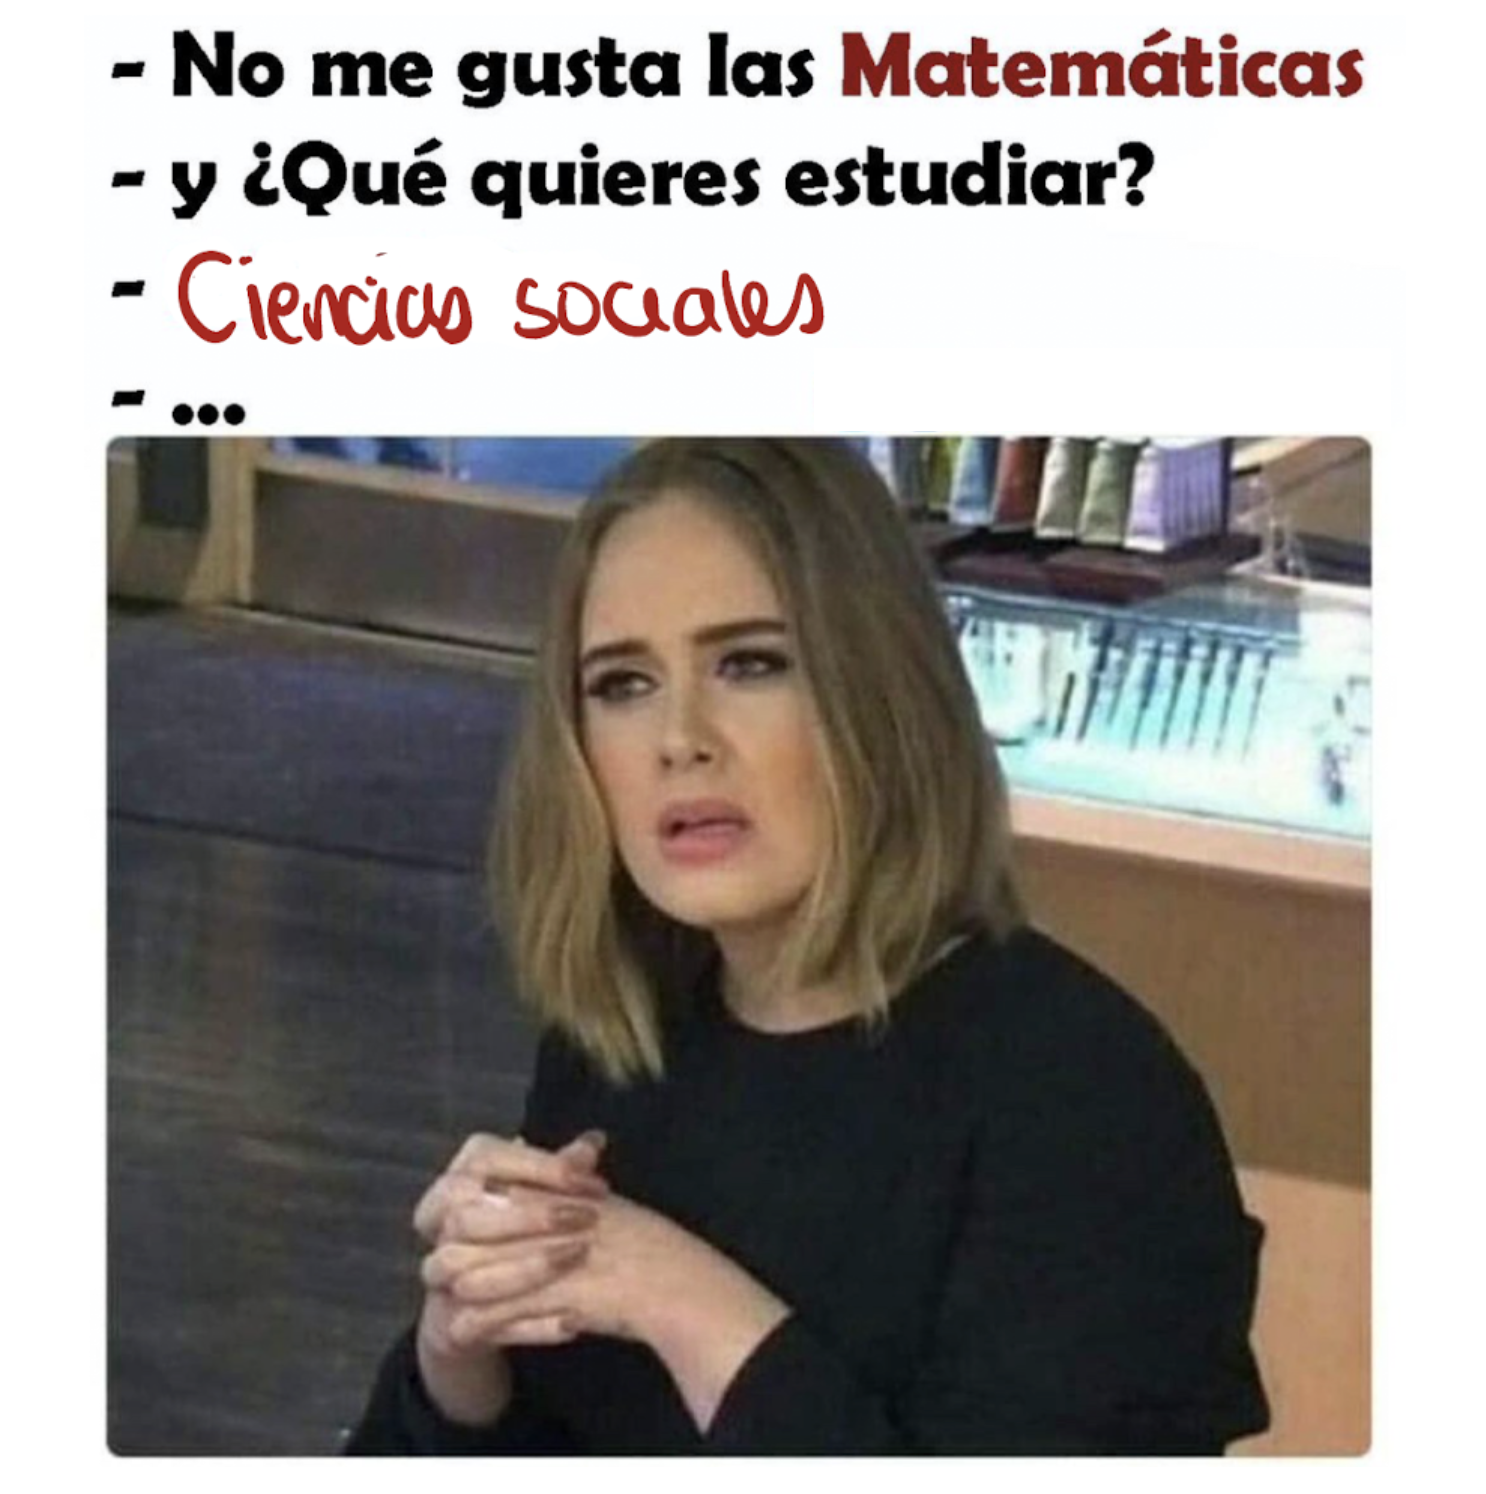 - No me gusta las Matemáticas
- y ¿Qué quieres estudiar?
- Ciencias sociales
- ...